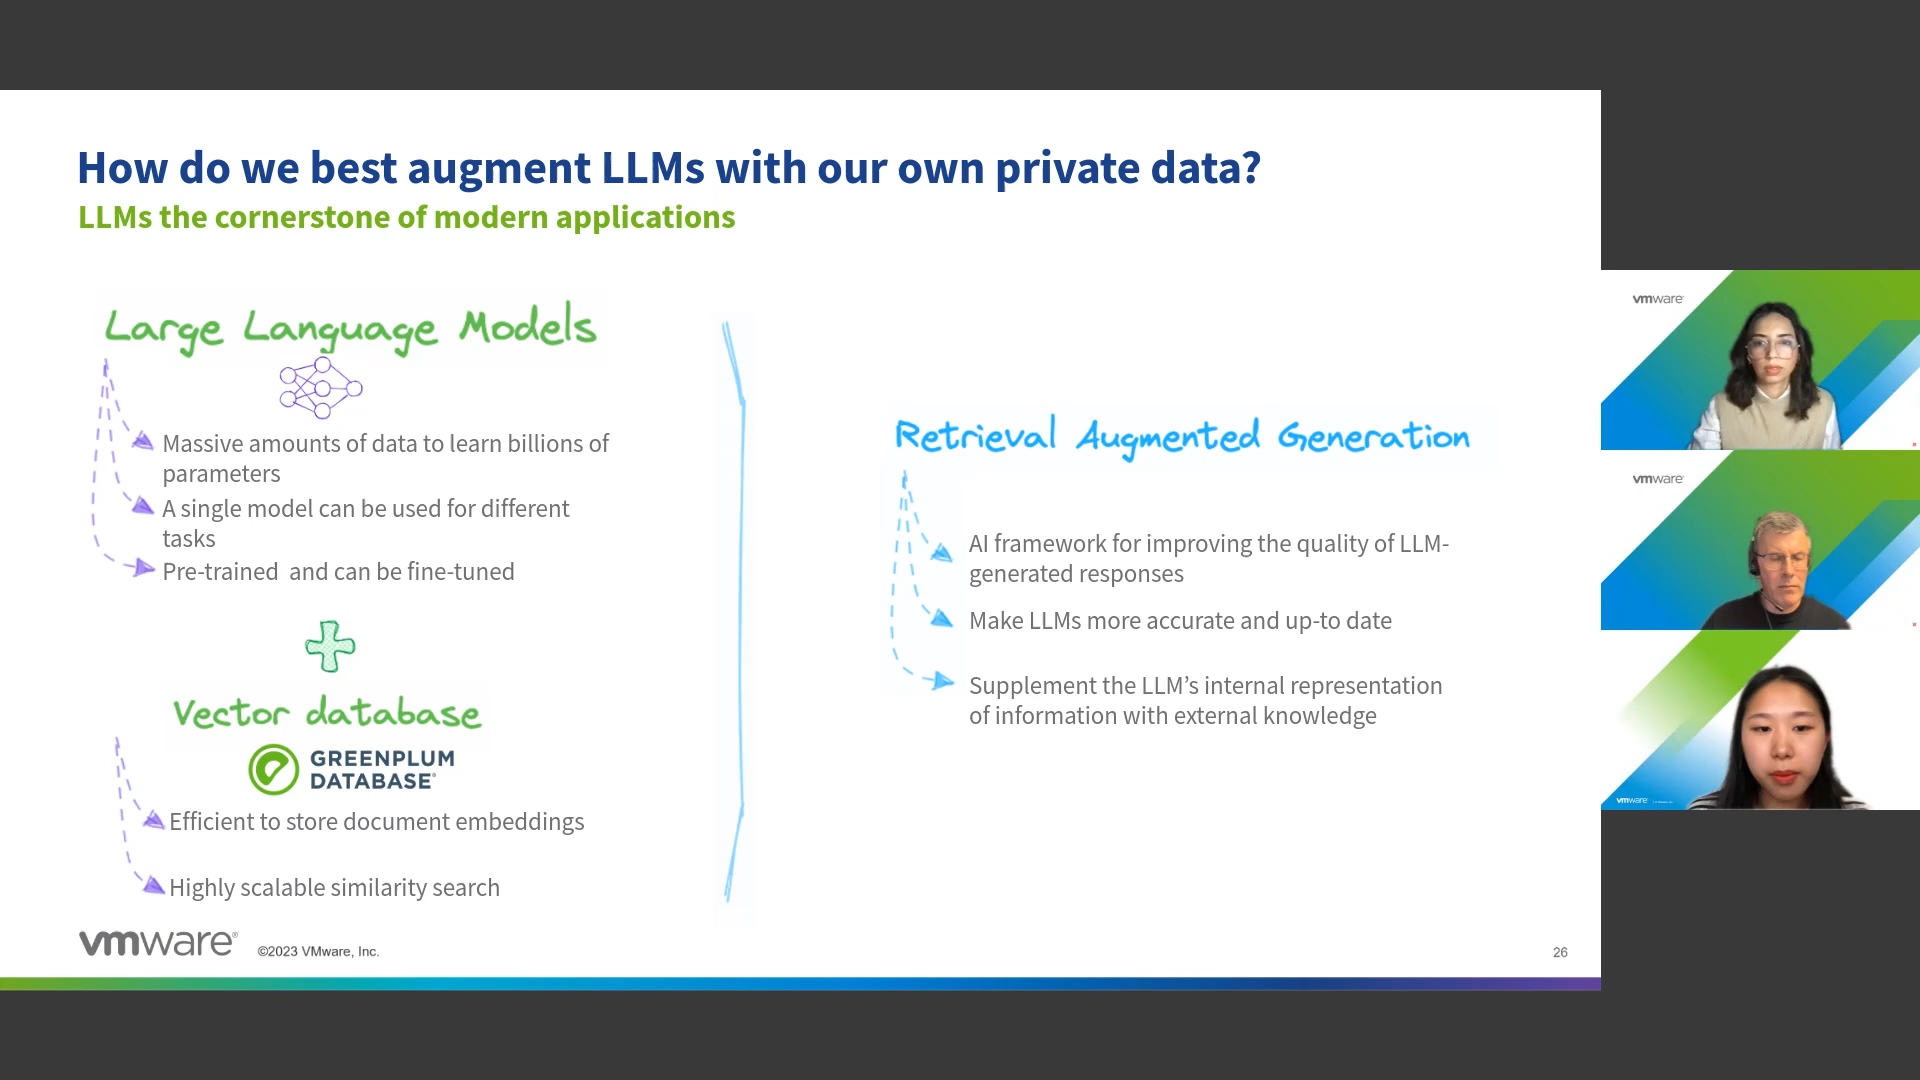 How do we best augment LLMs with our own private data?
LLMs the cornerstone of modern applications
Large Language Models
Massive amounts of data to learn billions of
parameters
A single model can be used for different
tasks
Pre-trained  and can be fine-tuned
Vector database
GREENPLUM
DATABASE®
Efficient to store document embeddings
Highly scalable similarity search
Retrieval Augmented Generation
AI framework for improving the quality of LLM-
generated responses
Make LLMs more accurate and up-to date
Supplement the LLM’s internal representation
of information with external knowledge
vmware®
©2023 VMware, Inc.
26
vmware
vmware
vmware